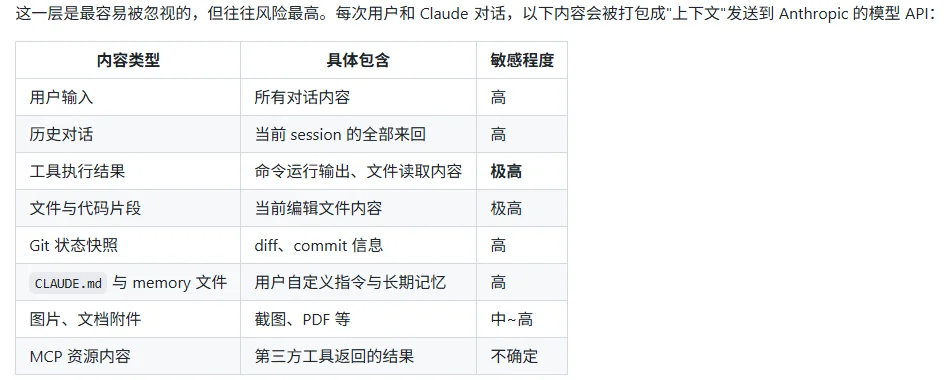 这一层是最容易被忽视的，但往往风险最高。每次用户和 Claude 对话，以下内容会被打包成"上下文"发送到 Anthropic 的模型 API：
内容类型 具体包含 敏感程度
用户输入 所有对话内容 高
历史对话 当前 session 的全部来回 高
工具执行结果 命令运行输出、文件读取内容 极高
文件与代码片段 当前编辑文件内容 极高
Git 状态快照 diff、commit 信息 高
CLAUDE.md 与 memory 文件 用户自定义指令与长期记忆 高
图片、文档附件 截图、PDF 等 中~高
MCP 资源内容 第三方工具返回的结果 不确定